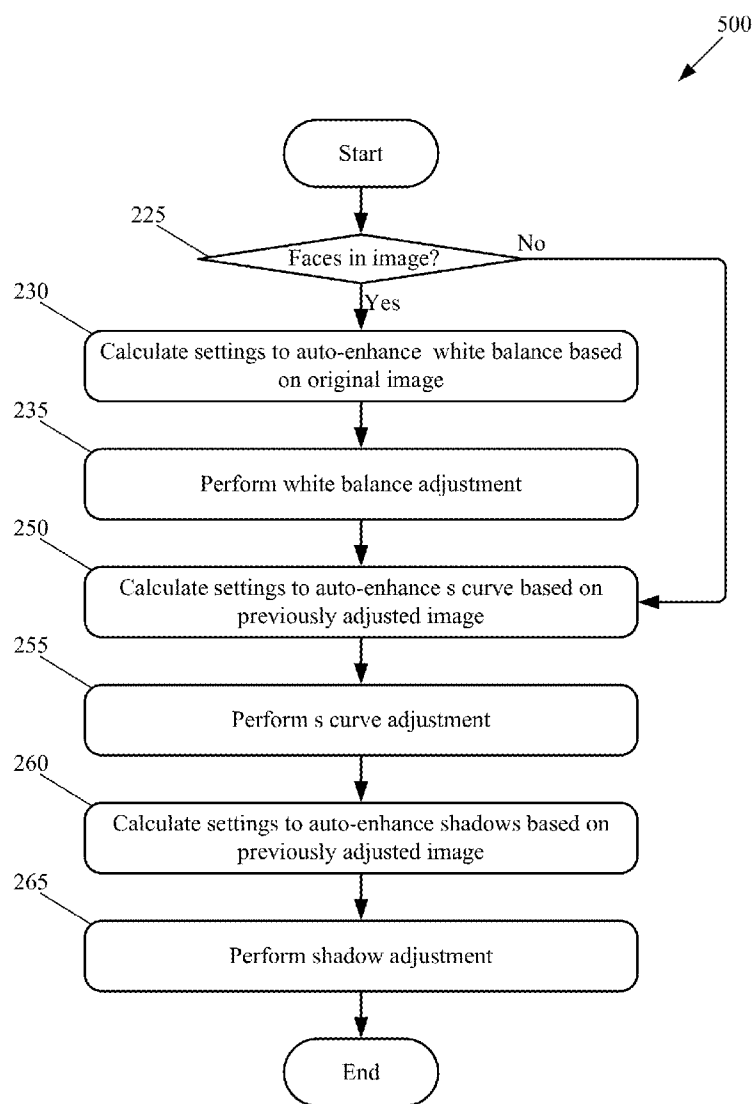 500
Start
225
Faces in image?
No
Yes
230
Calculate settings to auto-enhance white balance based
on original image
235
Perform white balance adjustment
250
Calculate settings to auto-enhance s curve based on
previously adjusted image
255
Perform s curve adjustment
260
Calculate settings to auto-enhance shadows based on
previously adjusted image
265
Perform shadow adjustment
End